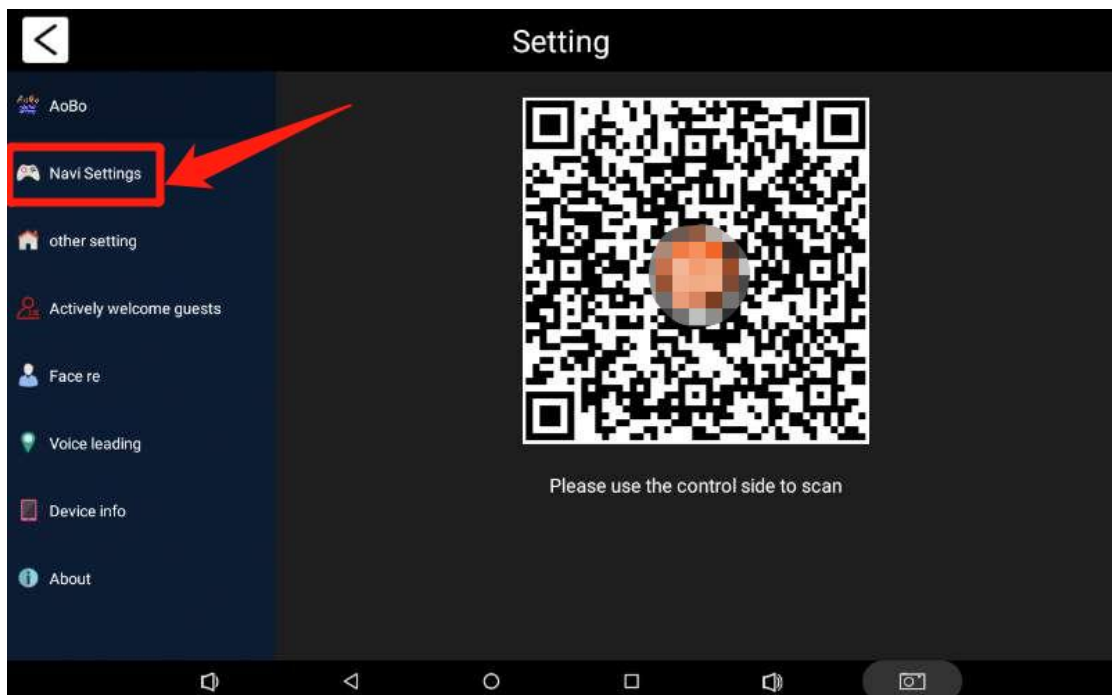 Setting
AoBo
Navi Settings
other setting
Actively welcome guests
Face re
Voice leading
Device info
About
Please use the control side to scan